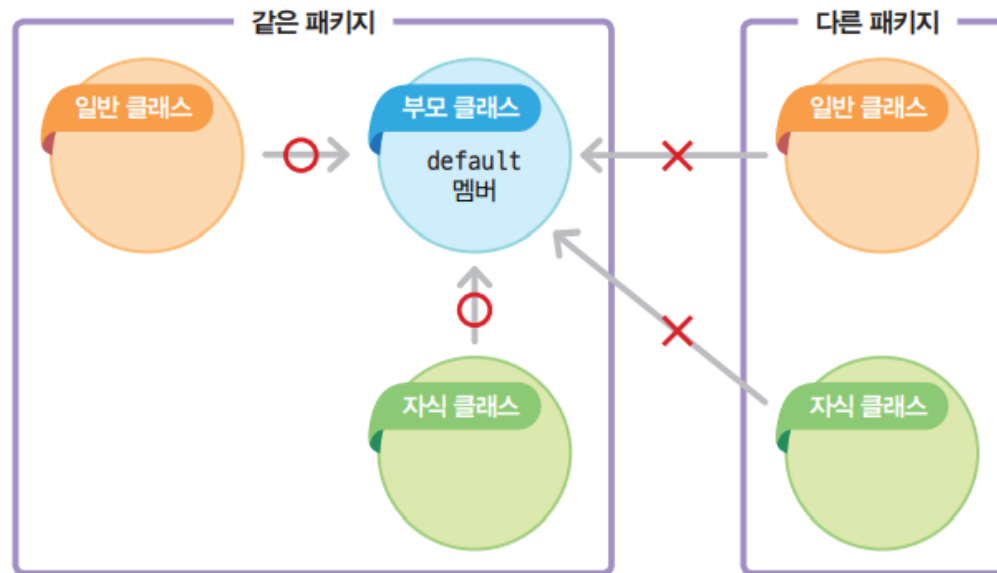 같은 패키지
다른 패키지
일반 클래스
부모 클래스
일반 클래스
default
멤버
자식 클래스
자식 클래스